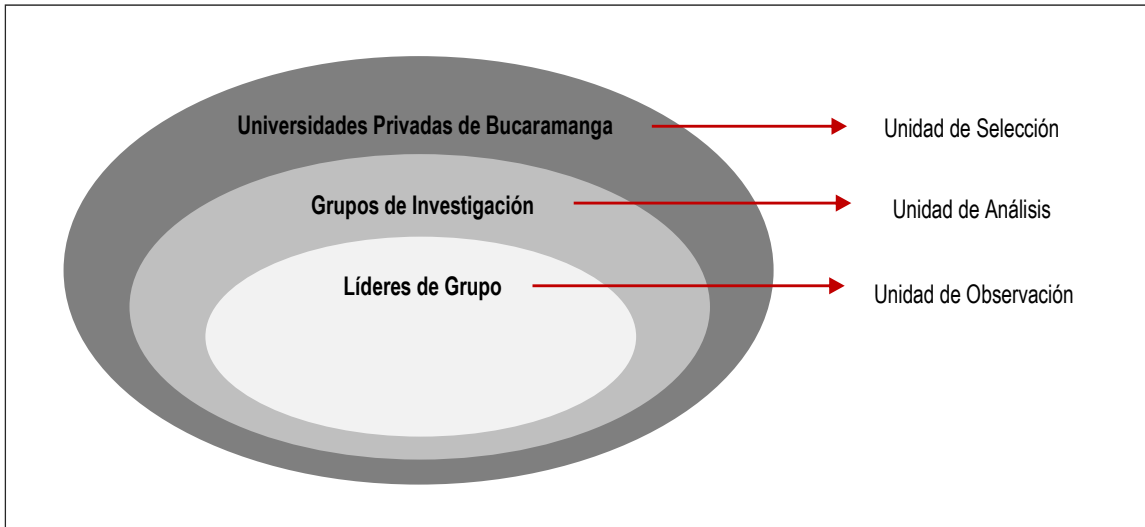 Universidades Privadas de Bucaramanga
Unidad de Selección
Grupos de Investigación
Unidad de Análisis
Líderes de Grupo
Unidad de Observación